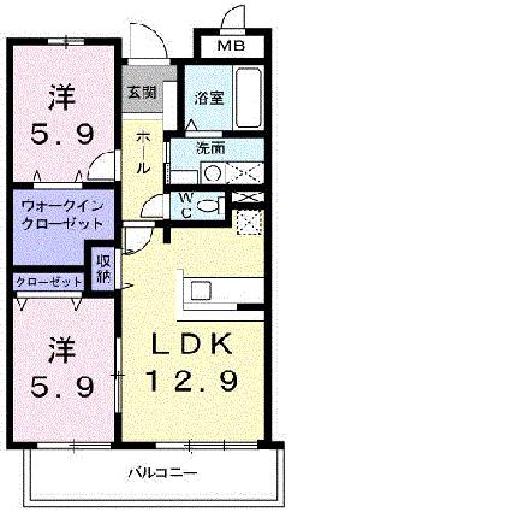 MB
洋
5.9
玄関
浴室
ホール
洗面
ウォークイン
クローゼット
WC
収納
クローゼット
洋
5.9
LDK
12.9
バルコニー